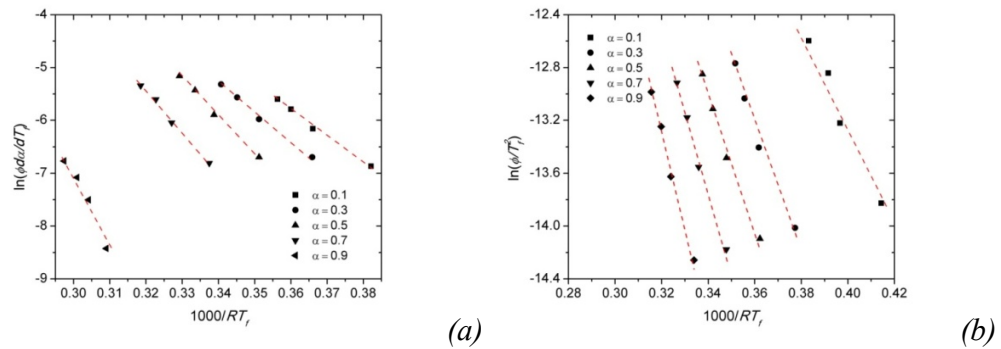 -4
-5
-6
-7
-8
-9
ln(ϕdα/dT_f)
α = 0.1
α = 0.3
α = 0.5
α = 0.7
α = 0.9
0.30 0.31 0.32 0.33 0.34 0.35 0.36 0.37 0.38
1000/RT_f
(a)
-12.4
-12.8
-13.2
-13.6
-14.0
-14.4
ln(ϕ/T_f^2)
α = 0.1
α = 0.3
α = 0.5
α = 0.7
α = 0.9
0.28 0.30 0.32 0.34 0.36 0.38 0.40 0.42
1000/RT_f
(b)